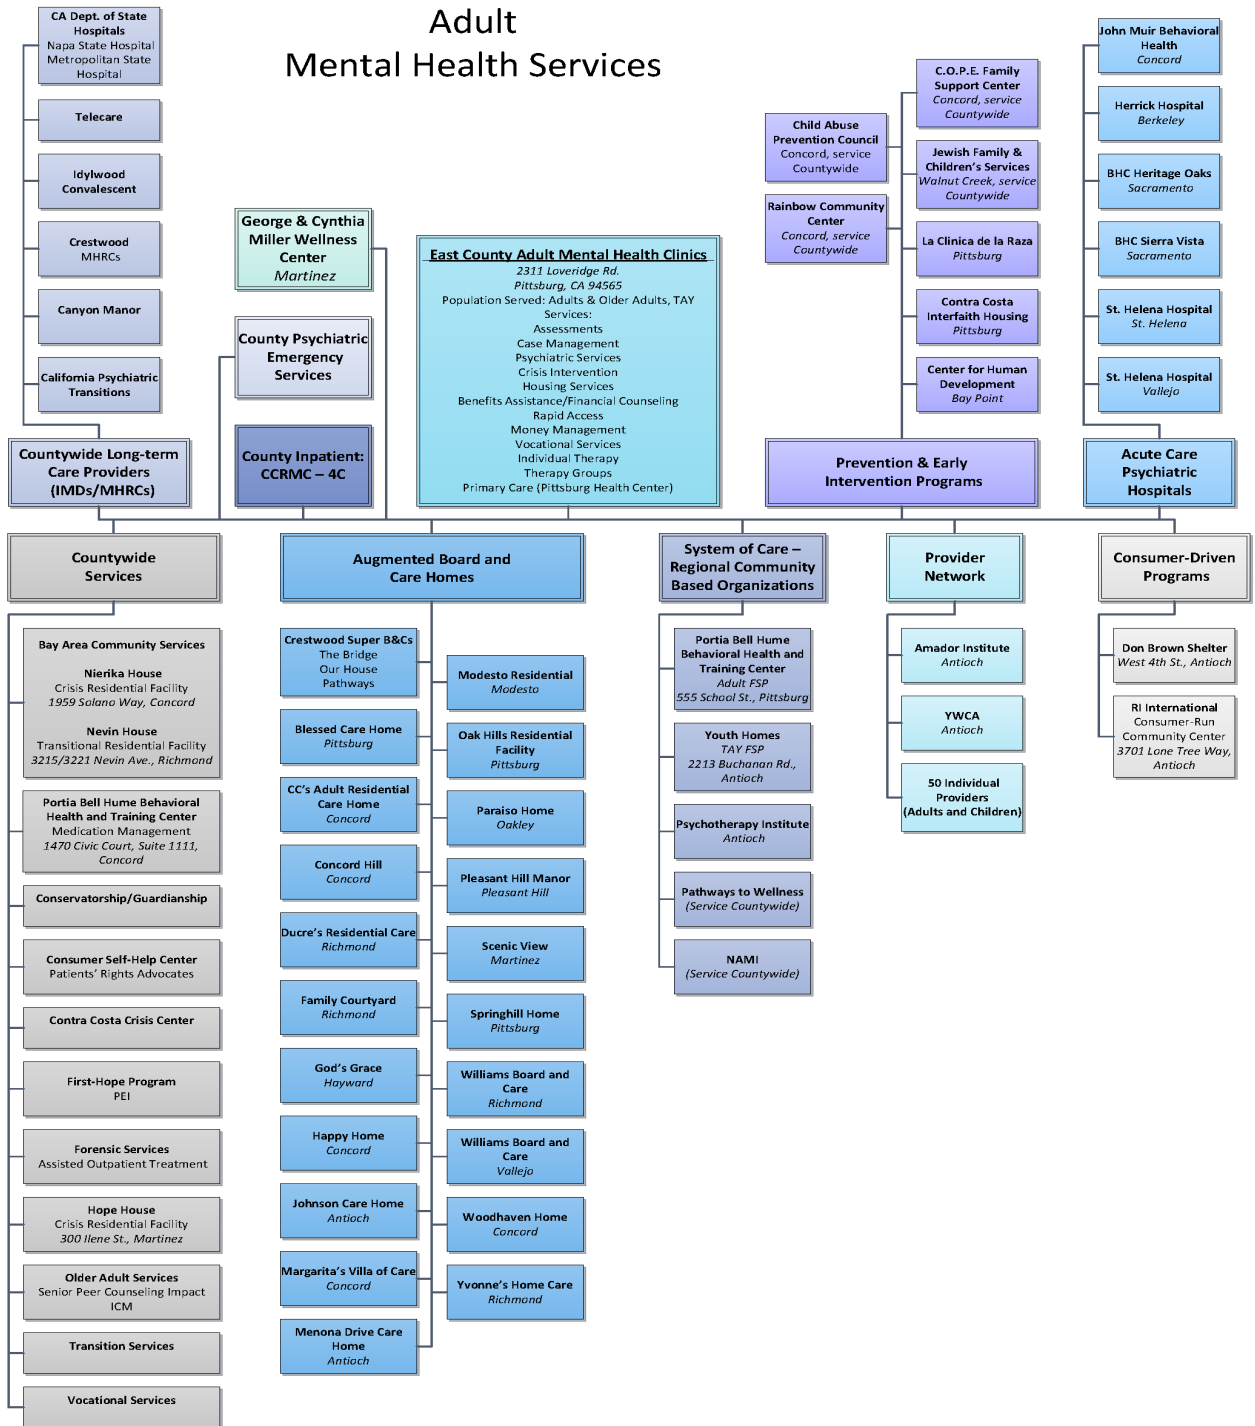 Adult
Mental Health Services
CA Dept. of State
Hospitals
Napa State Hospital
Metropolitan State
Hospital
Telecare
Idylwood
Convalescent
Crestwood
MHRCs
Canyon Manor
California Psychiatric
Transitions
Countywide Long-term
Care Providers
(IMDs/MHRCs)
George & Cynthia
Miller Wellness
Center
Martinez
County Psychiatric
Emergency
Services
County Inpatient:
CCRMC – 4C
East County Adult Mental Health Clinics
2311 Loveridge Rd.
Pittsburg, CA 94565
Population Served: Adults & Older Adults, TAY
Services:
Assessments
Case Management
Psychiatric Services
Crisis Intervention
Housing Services
Benefits Assistance/Financial Counseling
Rapid Access
Money Management
Vocational Services
Individual Therapy
Therapy Groups
Primary Care (Pittsburg Health Center)
Child Abuse
Prevention Council
Concord, service
Countywide
Rainbow Community
Center
Concord, service
Countywide
C.O.P.E. Family
Support Center
Concord, service
Countywide
Jewish Family &
Children's Services
Walnut Creek, service
Countywide
La Clinica de la Raza
Pittsburg
Contra Costa
Interfaith Housing
Pittsburg
Center for Human
Development
Bay Point
Prevention & Early
Intervention Programs
John Muir Behavioral
Health
Concord
Herrick Hospital
Berkeley
BHC Heritage Oaks
Sacramento
BHC Sierra Vista
Sacramento
St. Helena Hospital
St. Helena
St. Helena Hospital
Vallejo
Acute Care
Psychiatric
Hospitals
Countywide
Services
Bay Area Community Services
Nierika House
Crisis Residential Facility
1959 Solano Way, Concord
Nevin House
Transitional Residential Facility
3215/3221 Nevin Ave., Richmond
Portia Bell Hume Behavioral
Health and Training Center
Medication Management
1470 Civic Court, Suite 1111,
Concord
Conservatorship/Guardianship
Consumer Self-Help Center
Patients' Rights Advocates
Contra Costa Crisis Center
First-Hope Program
PEI
Forensic Services
Assisted Outpatient Treatment
Hope House
Crisis Residential Facility
300 Ilene St., Martinez
Older Adult Services
Senior Peer Counseling Impact
ICM
Transition Services
Vocational Services
Augmented Board and
Care Homes
Crestwood Super B&Cs
The Bridge
Our House
Pathways
Blessed Care Home
Pittsburg
CC's Adult Residential
Care Home
Concord
Concord Hill
Concord
Ducre's Residential Care
Richmond
Family Courtyard
Richmond
God's Grace
Hayward
Happy Home
Concord
Johnson Care Home
Antioch
Margarita's Villa of Care
Concord
Menona Drive Care
Home
Antioch
Modesto Residential
Modesto
Oak Hills Residential
Facility
Pittsburg
Paraiso Home
Oakley
Pleasant Hill Manor
Pleasant Hill
Scenic View
Martinez
Springhill Home
Pittsburg
Williams Board and
Care
Richmond
Williams Board and
Care
Vallejo
Woodhaven Home
Concord
Yvonne's Home Care
Richmond
System of Care –
Regional Community
Based Organizations
Portia Bell Hume
Behavioral Health and
Training Center
Adult FSP
555 School St., Pittsburg
Youth Homes
TAY FSP
2213 Buchanan Rd.,
Antioch
Psychotherapy Institute
Antioch
Pathways to Wellness
(Service Countywide)
NAMI
(Service Countywide)
Provider
Network
Amador Institute
Antioch
YWCA
Antioch
50 Individual
Providers
(Adults and Children)
Consumer-Driven
Programs
Don Brown Shelter
West 4th St., Antioch
RI International
Consumer-Run
Community Center
3701 Lone Tree Way,
Antioch